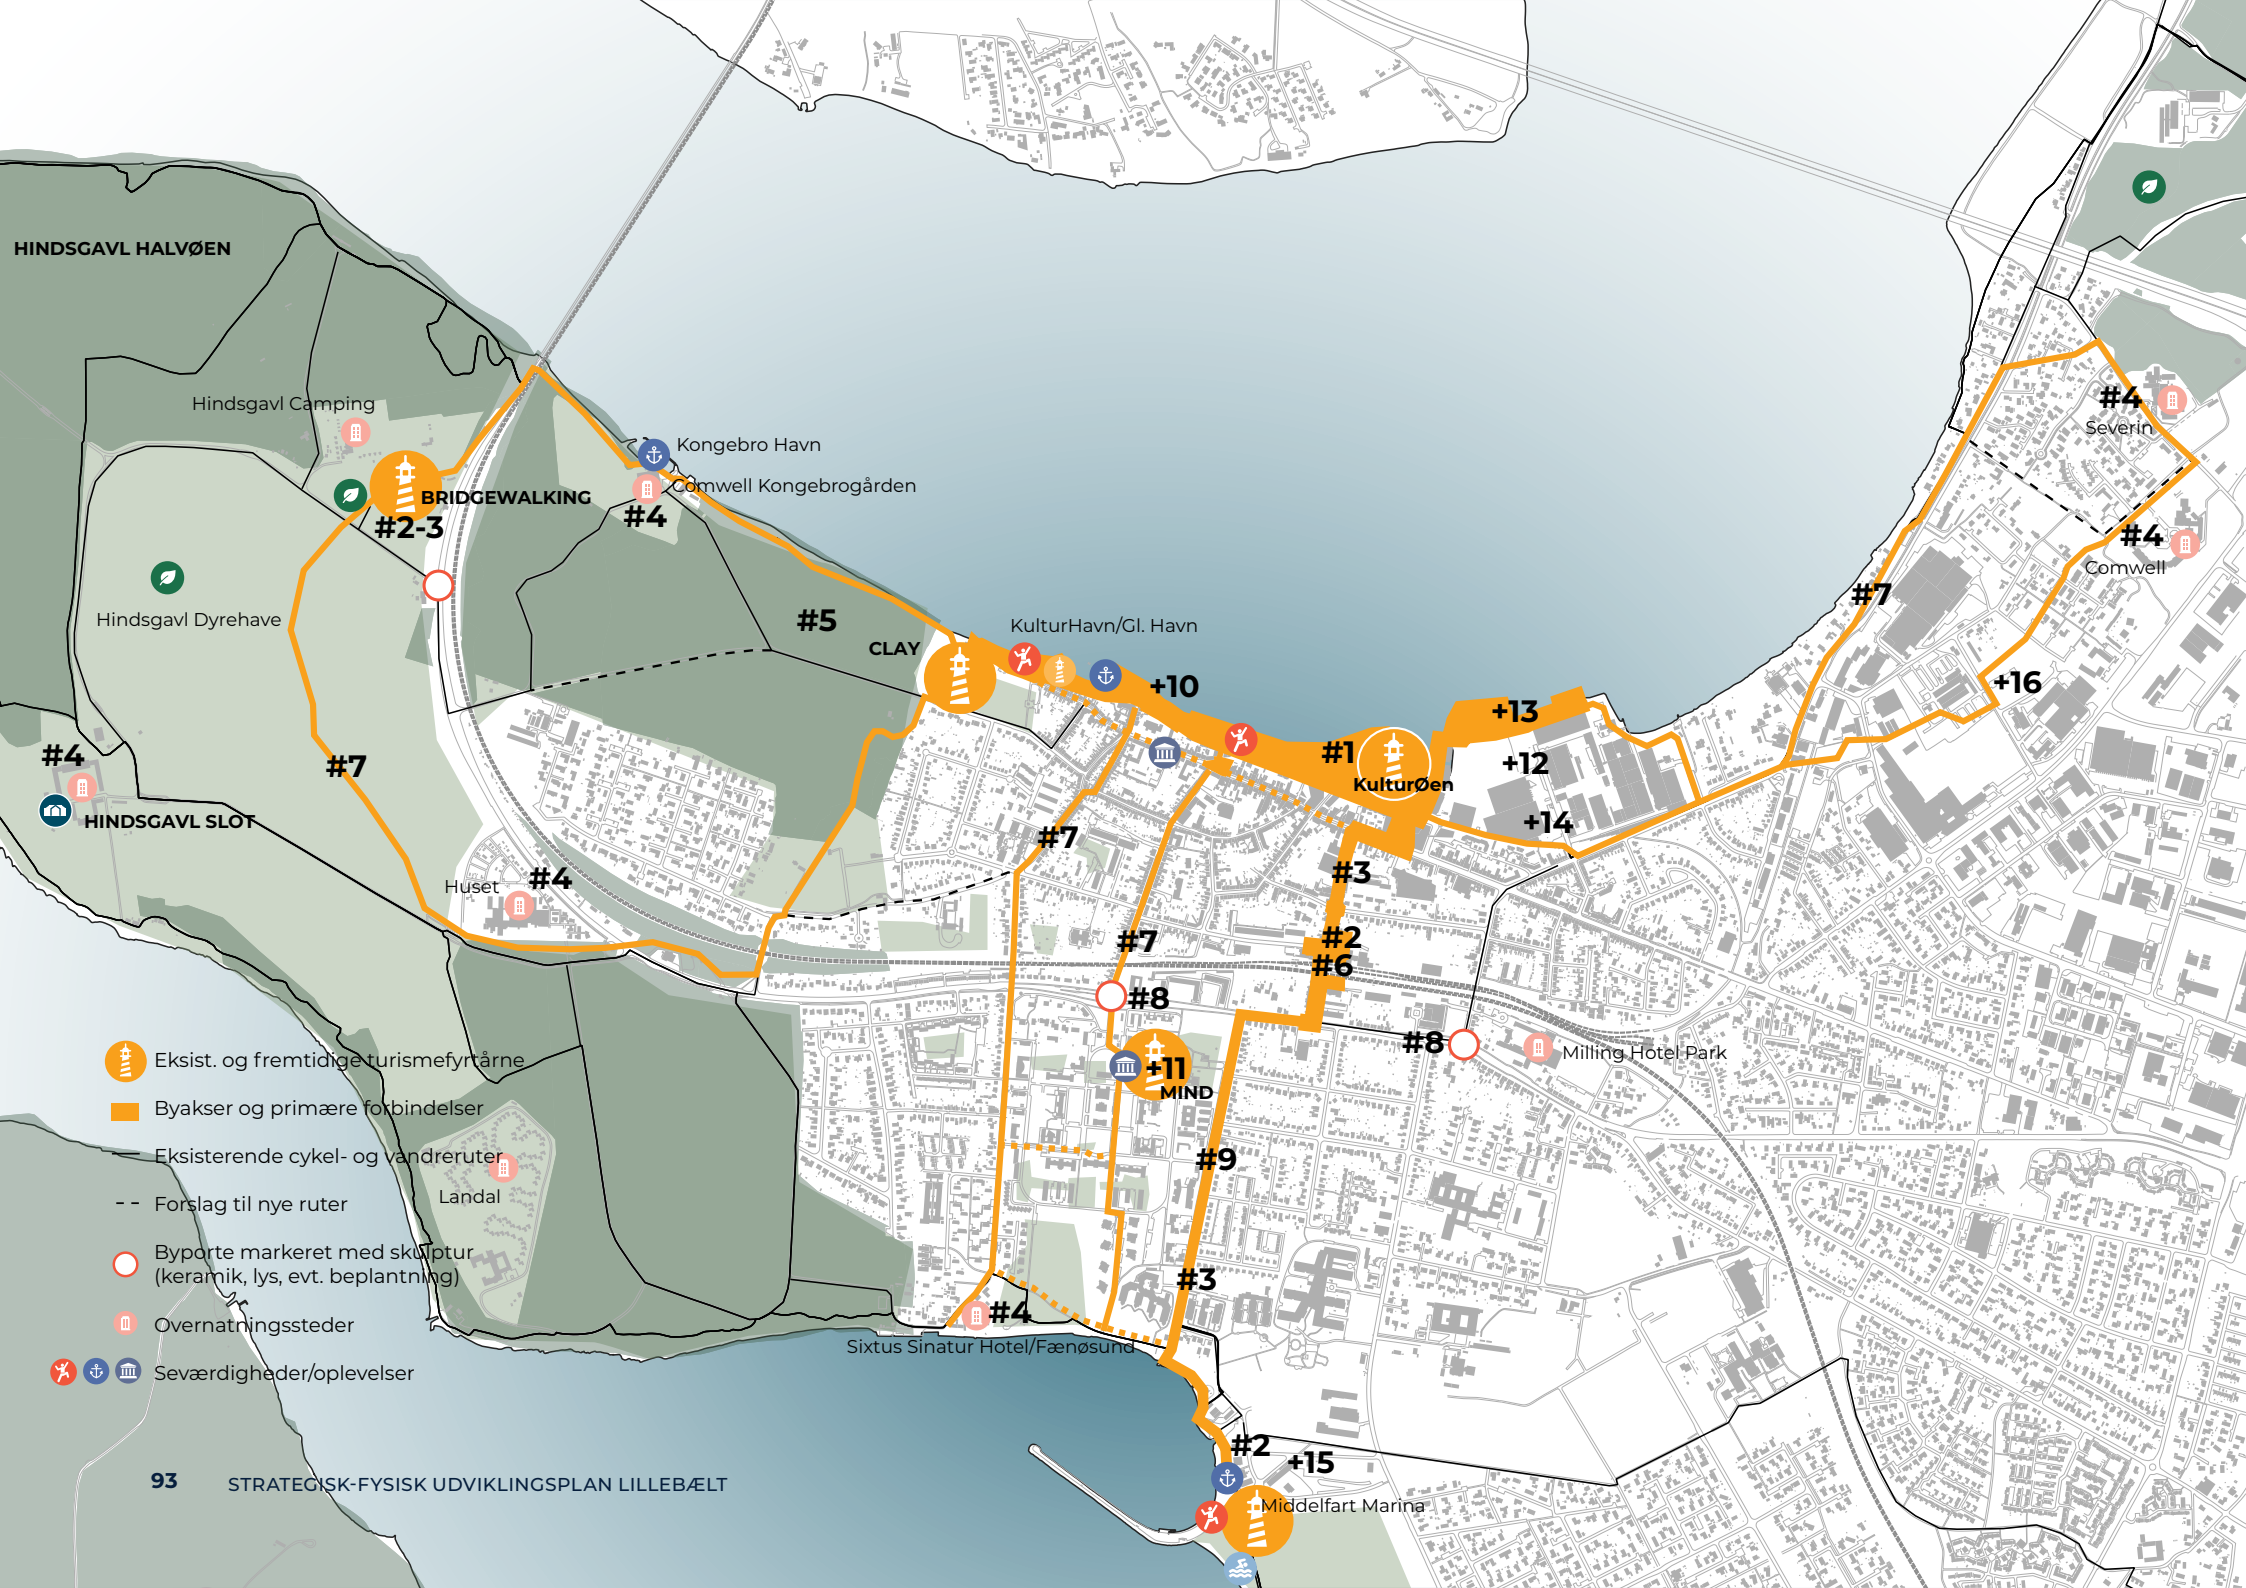 HINDSGAVL HALVØEN
Hindsgavl Camping
#4
Severin
Kongebro Havn
Comwell Kongebrogården
BRIDGEWALKING
#2-3
#4
#4
Comwell
#7
Hindsgavl Dyrehave
#5
CLAY
KulturHavn/Gl. Havn
+10
+16
+13
#1
KulturØen
+12
#4
#7
HINDSGAVL SLOT
+14
#7
#3
Huset
#4
#7
#2
#6
#8
#8
Milling Hotel Park
+11
MIND
Eksist. og fremtidige turismefyrtårne
Byakser og primære forbindelser
Eksisterende cykel- og vandreruter
Forslag til nye ruter
Byporte markeret med skulptur
(keramik, lys, evt. beplantning)
Overnatningssteder
Seværdigheder/oplevelser
Landal
#9
#3
#4
Sixtus Sinatur Hotel/Fænøsund
#2
+15
Middelfart Marina
93
STRATEGISK-FYSISK UDVIKLINGSPLAN LILLEBÆLT